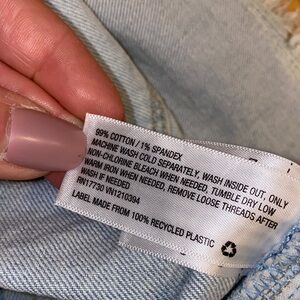 99% COTTON / 1% SPANDEX
MACHINE WASH COLD SEPARATELY, WASH INSIDE OUT, ONLY
NON-CHLORINE BLEACH WHEN NEEDED, TUMBLE DRY LOW
WARM IRON WHEN NEEDED, REMOVE LOOSE THREADS AFTER
WASH IF NEEDED
RN17730 VN1210394
LABEL MADE FROM 100% RECYCLED PLASTIC